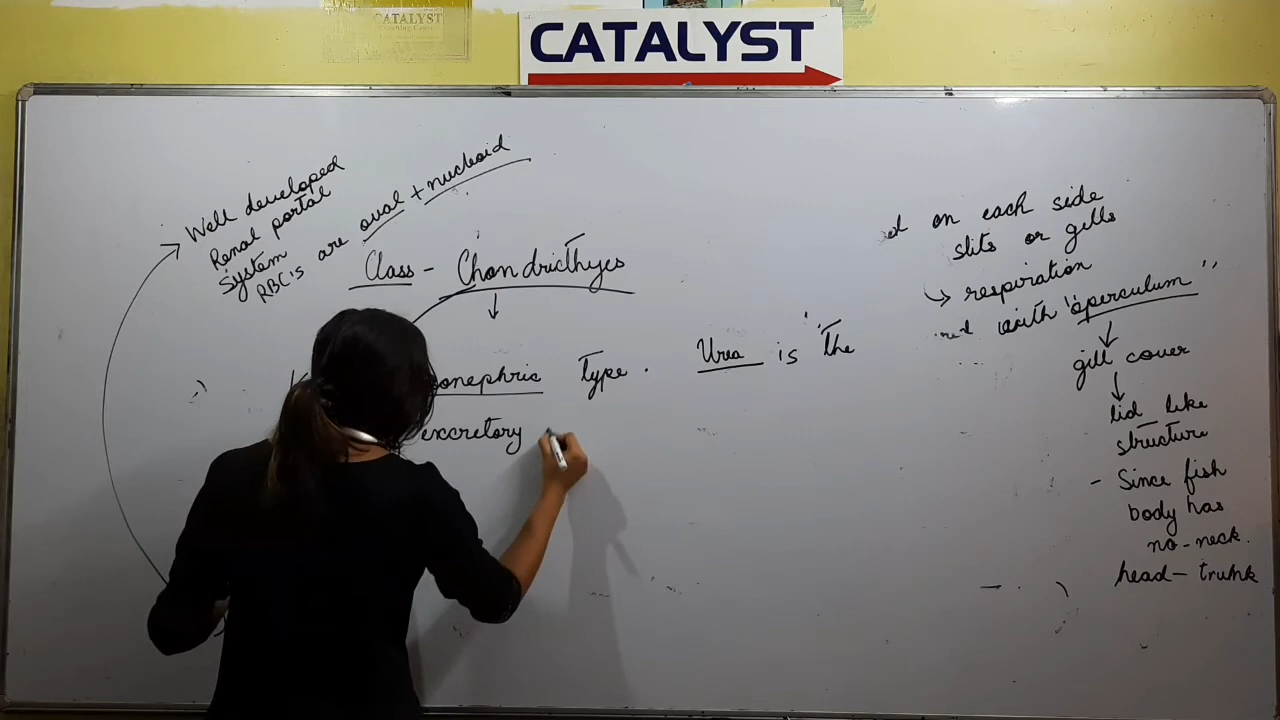 CATALYST
CATALYST
Well developed
Renal portal
System
RBC's are oval + nucleoid
Class - Chondricthyes
type. Urea is the
excretory
on each side
slits or gills
respiration
with "operculum"
gill cover
lid like
structure
- Since fish
body has
no-neck.
head - trunk